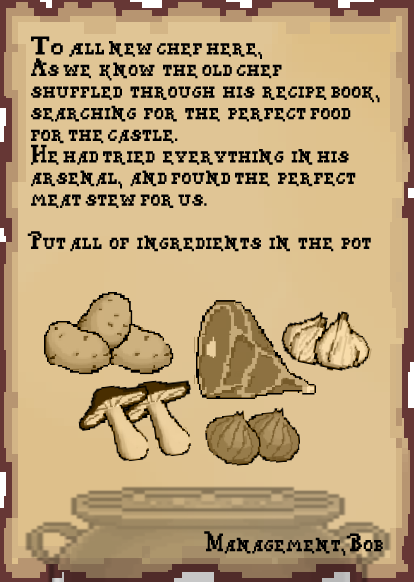 To all new chef here,
As we know the old chef
shuffled through his recipe book,
searching for the perfect food
for the castle.
He had tried everything in his
arsenal, and found the perfect
meat stew for us.
Put all of ingredients in the pot
Management, Bob